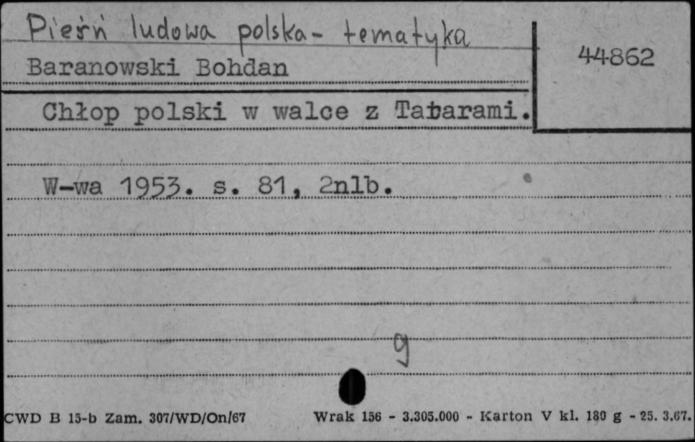 Pieśń ludowa polska - tematyka
44862
Baranowski Bohdan
Chłop polski w walce z Tatarami.
W-wa 1953. s. 81, 2nlb.
g
CWD B 15-b Zam. 307/WD/On/67 Wrak 156 - 3.305.000 - Karton V kl. 180 g - 25. 3.67.